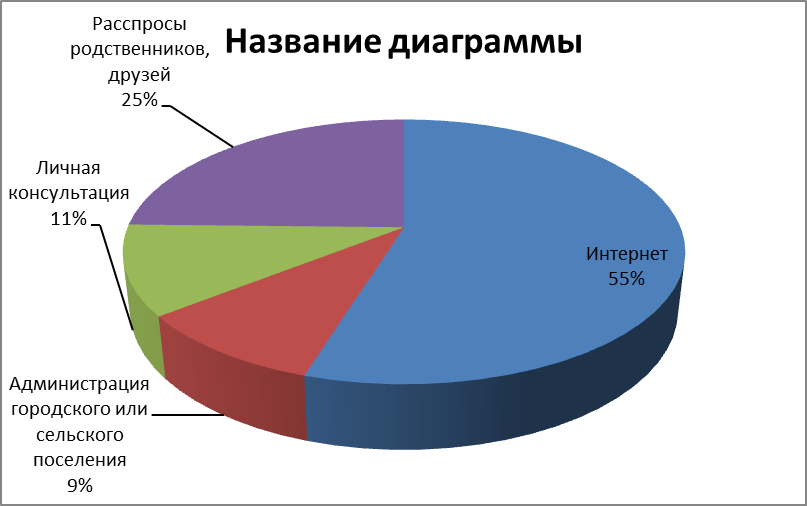 Название диаграммы
Расспросы
родственников,
друзей
25%
Личная
консультация
11%
Администрация
городского или
сельского
поселения
9%
Интернет
55%